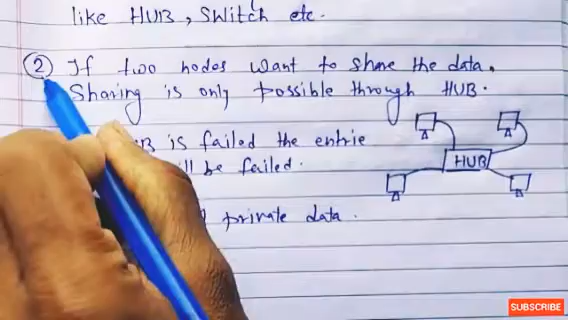 like HUB, Switch etc.
② If two nodes want to share the data.
Sharing is only possible through HUB.
is failed the entrie
be failed.
private data.
HUB
SUBSCRIBE